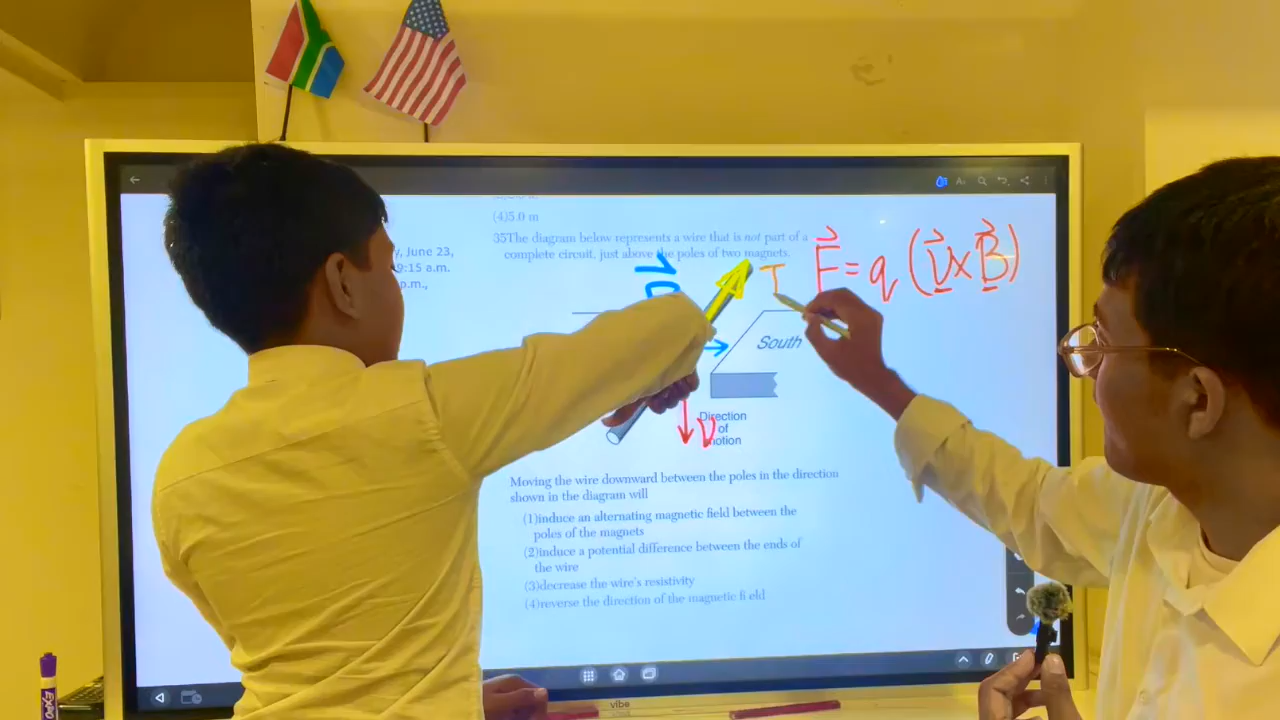 (4)5.0 m
35The diagram below represents a wire that is not part of a
complete circuit, just above the poles of two magnets.
y, June 23,
9:15 a.m.
p.m.,
F = q (V x B)
I
South
Direction
of
motion
V
Moving the wire downward between the poles in the direction
shown in the diagram will
(1)induce an alternating magnetic field between the
poles of the magnets
(2)induce a potential difference between the ends of
the wire
(3)decrease the wire's resistivity
(4)reverse the direction of the magnetic fi eld
vibe
EXPO